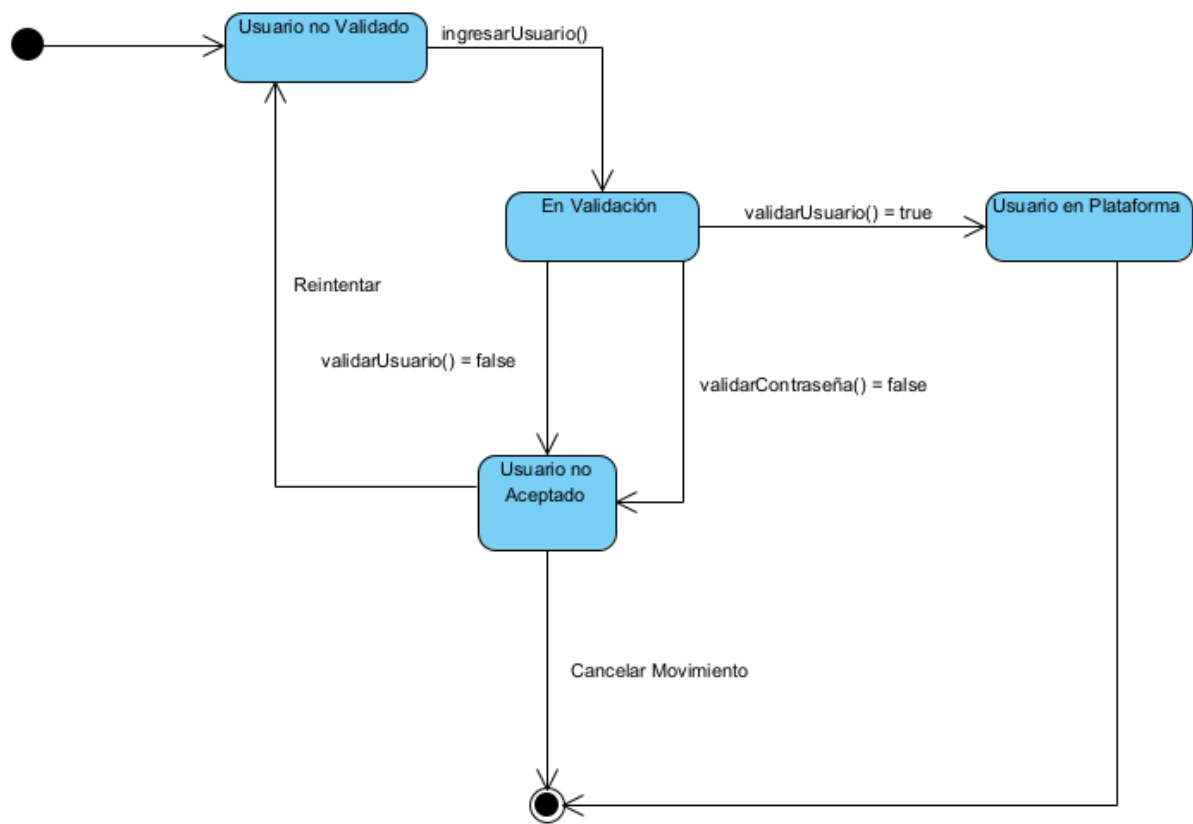 Usuario no Validado
ingresarUsuario()
En Validación
validarUsuario() = true
Usuario en Plataforma
Reintentar
validarUsuario() = false
validarContraseña() = false
Usuario no
Aceptado
Cancelar Movimiento